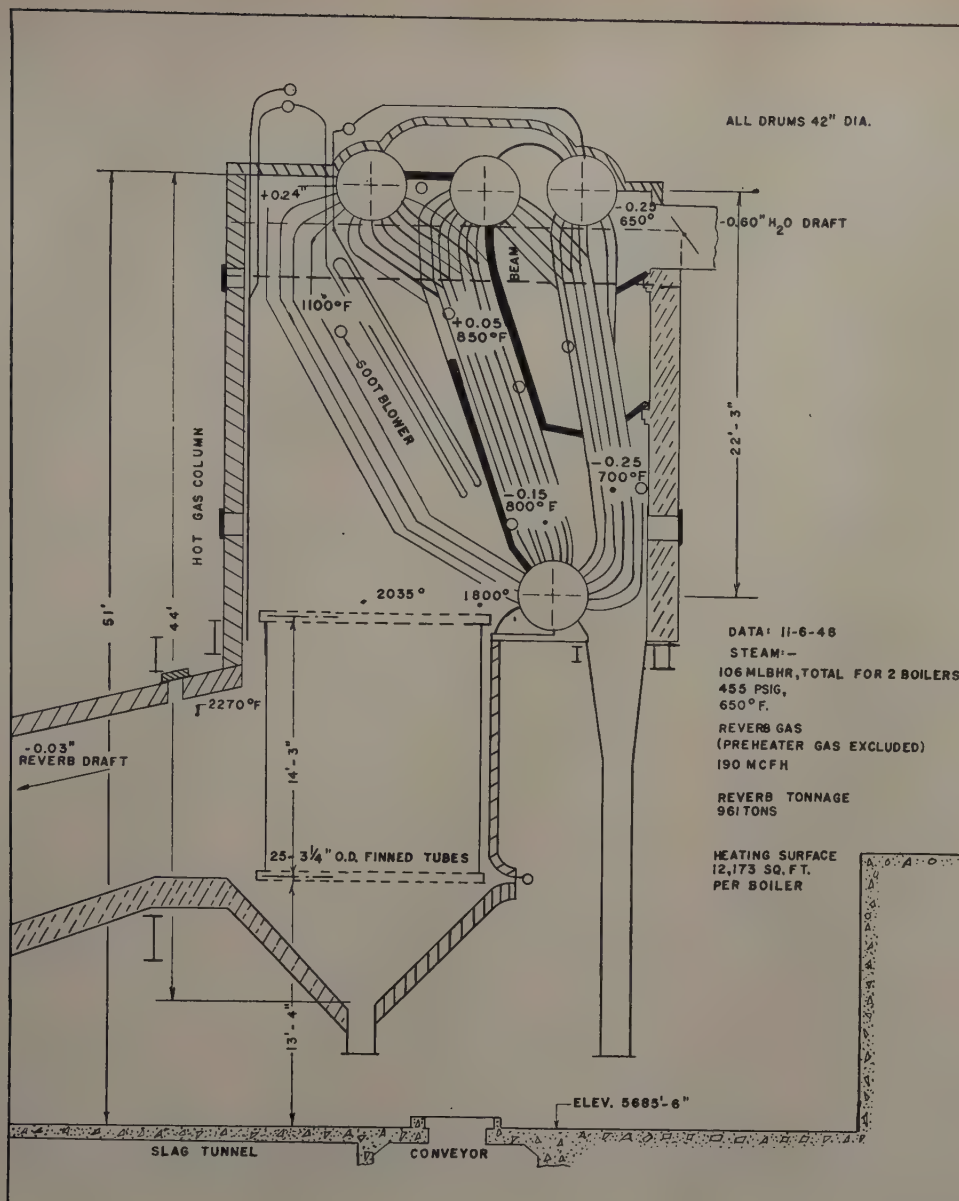 ALL DRUMS 42" DIA.
+0.24"
-0.25
650°
-0.60" H₂O DRAFT
BEAM
1100°F
+0.05
850°F
SOOT BLOWER
HOT GAS COLUMN
22'-3"
-0.25
700°F
-0.15
800°F
51'
44'
2035°
1800°
2270°F
-0.03"
REVERB DRAFT
14'-3"
25-3¼" O.D. FINNED TUBES
13'-4"
DATA: 11-6-48
STEAM:-
106 MLBHR, TOTAL FOR 2 BOILERS
455 PSIG,
650°F.
REVERB GAS
(PREHEATER GAS EXCLUDED)
190 MCFH
REVERB TONNAGE
961 TONS
HEATING SURFACE
12,173 SQ. FT.
PER BOILER
ELEV. 5685'-6"
SLAG TUNNEL
CONVEYOR